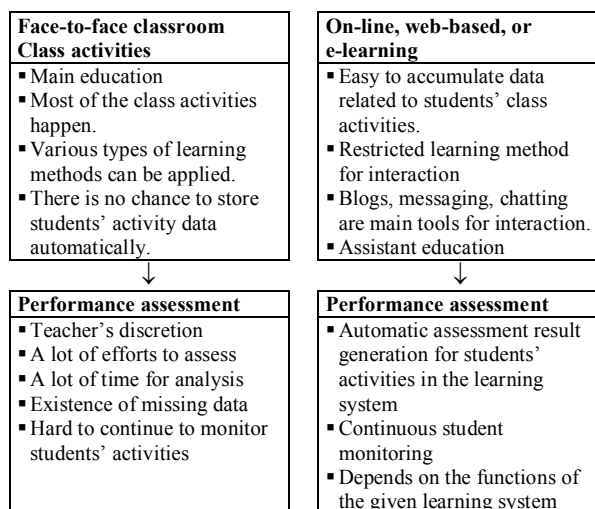 Face-to-face classroom
Class activities
▪ Main education
▪ Most of the class activities
happen.
▪ Various types of learning
methods can be applied.
▪ There is no chance to store
students’ activity data
automatically.
On-line, web-based, or
e-learning
▪ Easy to accumulate data
related to students’ class
activities.
▪ Restricted learning method
for interaction
▪ Blogs, messaging, chatting
are main tools for interaction.
▪ Assistant education
↓
↓
Performance assessment
▪ Teacher’s discretion
▪ A lot of efforts to assess
▪ A lot of time for analysis
▪ Existence of missing data
▪ Hard to continue to monitor
students’ activities
Performance assessment
▪ Automatic assessment result
generation for students’
activities in the learning
system
▪ Continuous student
monitoring
▪ Depends on the functions of
the given learning system